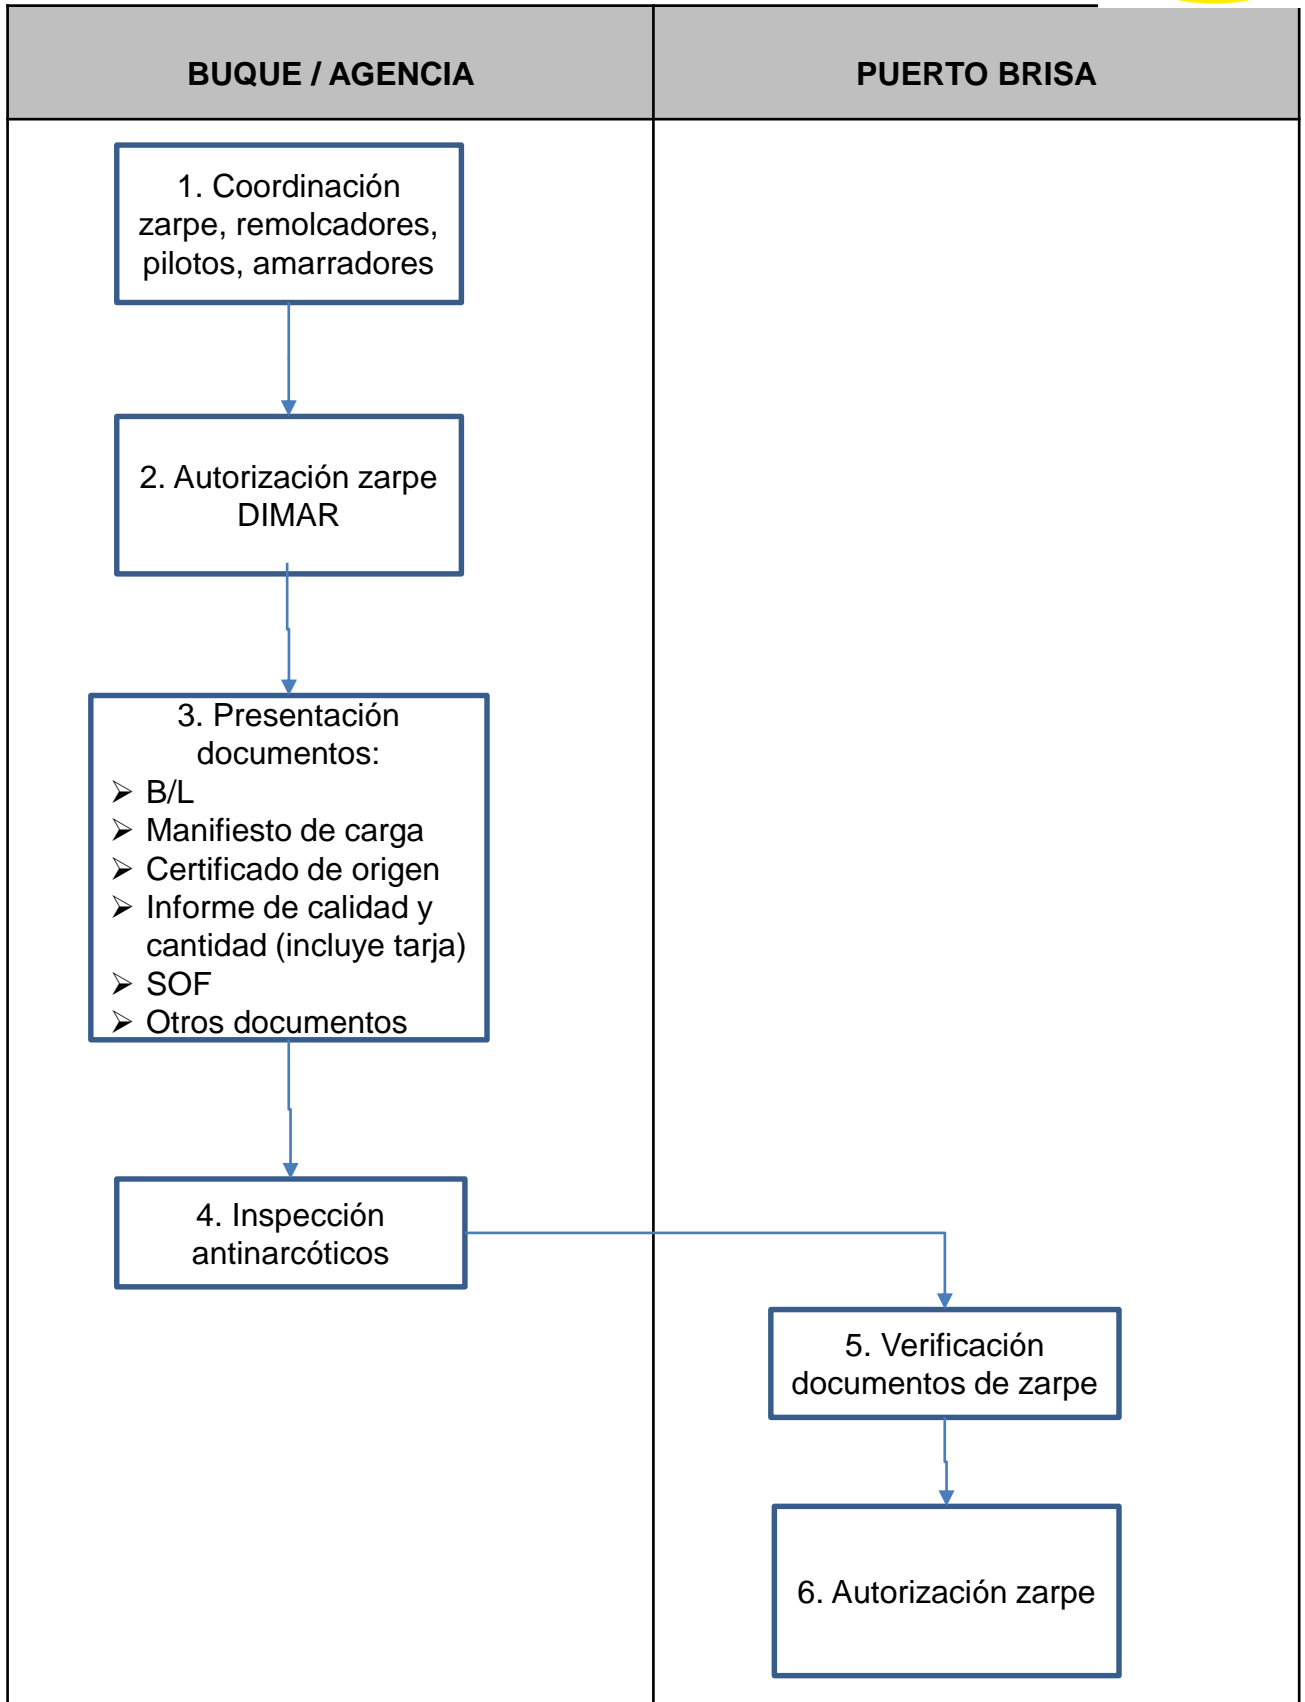 BUQUE / AGENCIA
PUERTO BRISA
1. Coordinación
zarpe, remolcadores,
pilotos, amarradores
2. Autorización zarpe
DIMAR
3. Presentación
documentos:
➢ B/L
➢ Manifiesto de carga
➢ Certificado de origen
➢ Informe de calidad y
cantidad (incluye tarja)
➢ SOF
➢ Otros documentos
4. Inspección
antinarcóticos
5. Verificación
documentos de zarpe
6. Autorización zarpe